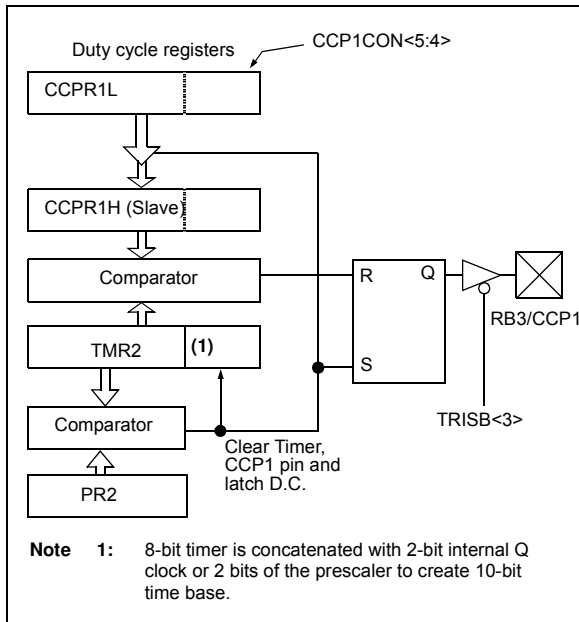 Duty cycle registers
CCP1CON<5:4>
CCPR1L
CCPR1H (Slave)
Comparator
R
Q
RB3/CCP1
TMR2
(1)
S
TRISB<3>
Comparator
Clear Timer,
CCP1 pin and
latch D.C.
PR2
Note 1: 8-bit timer is concatenated with 2-bit internal Q
clock or 2 bits of the prescaler to create 10-bit
time base.